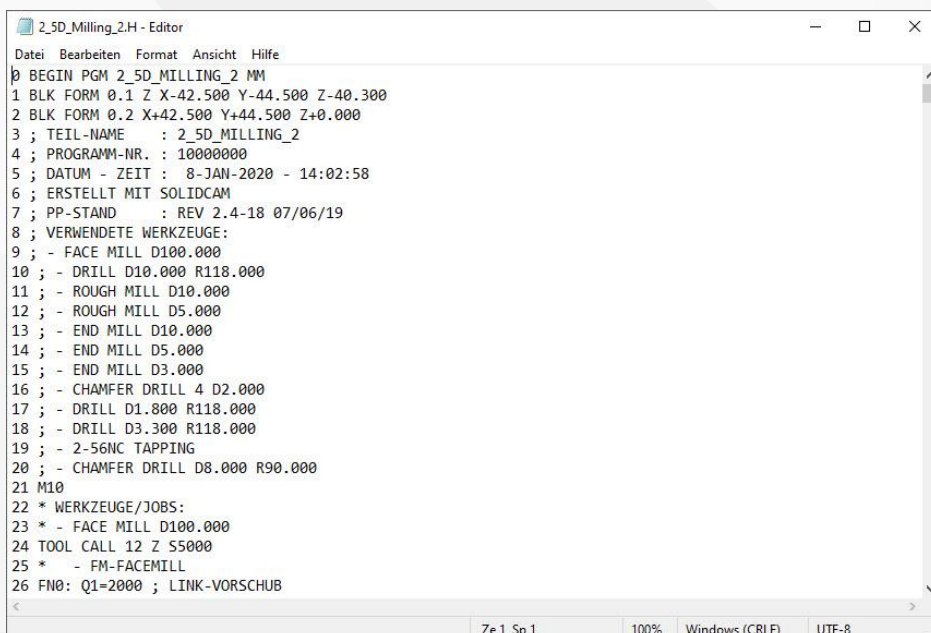 2_5D_Milling_2.H - Editor
Datei Bearbeiten Format Ansicht Hilfe
0 BEGIN PGM 2_5D_MILLING_2 MM
1 BLK FORM 0.1 Z X-42.500 Y-44.500 Z-40.300
2 BLK FORM 0.2 X+42.500 Y+44.500 Z+0.000
3 ; TEIL-NAME    : 2_5D_MILLING_2
4 ; PROGRAMM-NR. : 10000000
5 ; DATUM - ZEIT :  8-JAN-2020 - 14:02:58
6 ; ERSTELLT MIT SOLIDCAM
7 ; PP-STAND     : REV 2.4-18 07/06/19
8 ; VERWENDETE WERKZEUGE:
9 ; - FACE MILL D100.000
10 ; - DRILL D10.000 R118.000
11 ; - ROUGH MILL D10.000
12 ; - ROUGH MILL D5.000
13 ; - END MILL D10.000
14 ; - END MILL D5.000
15 ; - END MILL D3.000
16 ; - CHAMFER DRILL 4 D2.000
17 ; - DRILL D1.800 R118.000
18 ; - DRILL D3.300 R118.000
19 ; - 2-56NC TAPPING
20 ; - CHAMFER DRILL D8.000 R90.000
21 M10
22 * WERKZEUGE/JOBS:
23 * - FACE MILL D100.000
24 TOOL CALL 12 Z S5000
25 *   - FM-FACEMILL
26 FN0: Q1=2000 ; LINK-VORSCHUB
Ze 1, Sp 1 100% Windows (CRLF) UTF-8